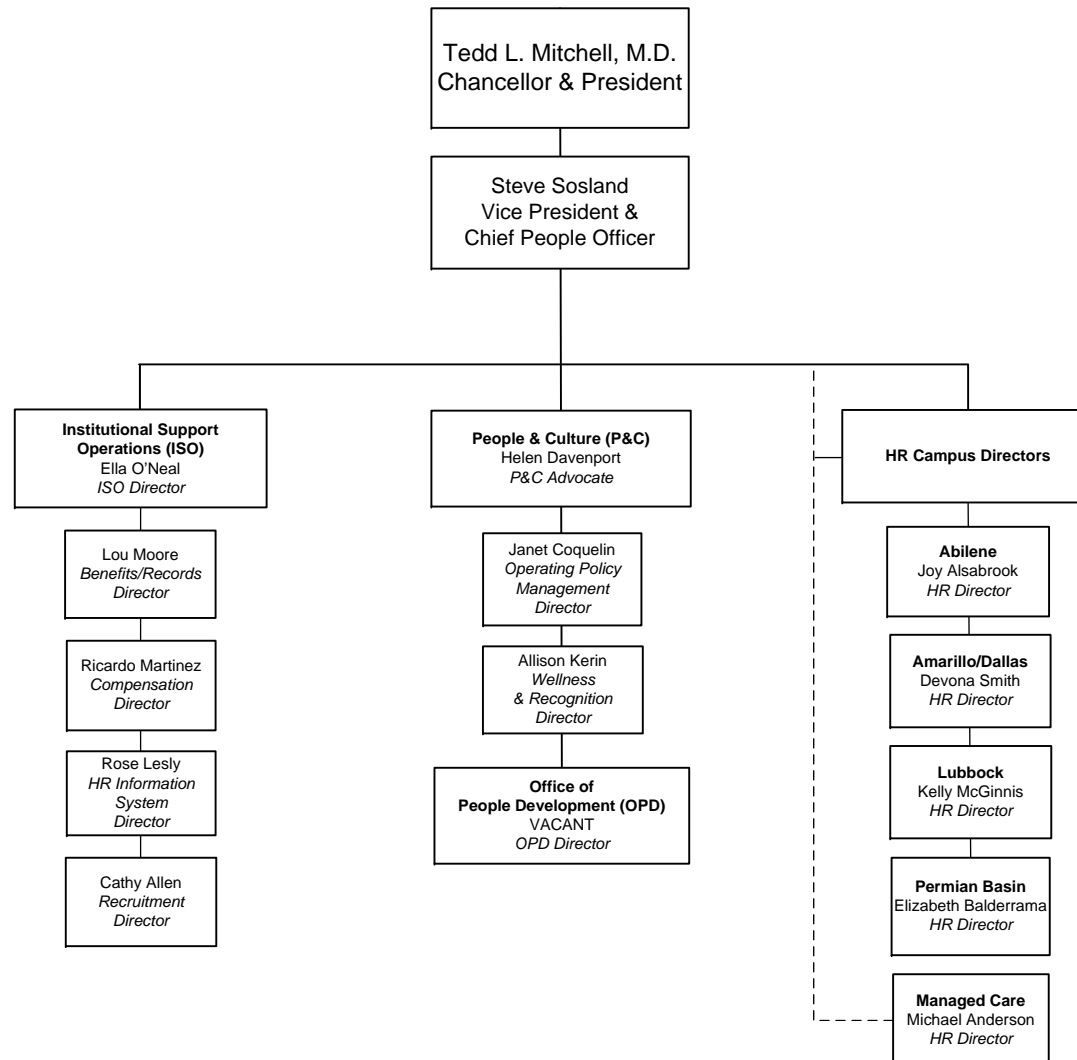 Tedd L. Mitchell, M.D.
Chancellor & President
Steve Sosland
Vice President &
Chief People Officer
Institutional Support
Operations (ISO)
Ella O’Neal
ISO Director
Lou Moore
Benefits/Records
Director
Ricardo Martinez
Compensation
Director
Rose Lesly
HR Information
System
Director
Cathy Allen
Recruitment
Director
People & Culture (P&C)
Helen Davenport
P&C Advocate
Janet Coquelin
Operating Policy
Management
Director
Allison Kerin
Wellness
& Recognition
Director
Office of
People Development (OPD)
VACANT
OPD Director
HR Campus Directors
Abilene
Joy Alsabrook
HR Director
Amarillo/Dallas
Devona Smith
HR Director
Lubbock
Kelly McGinnis
HR Director
Permian Basin
Elizabeth Balderrama
HR Director
Managed Care
Michael Anderson
HR Director